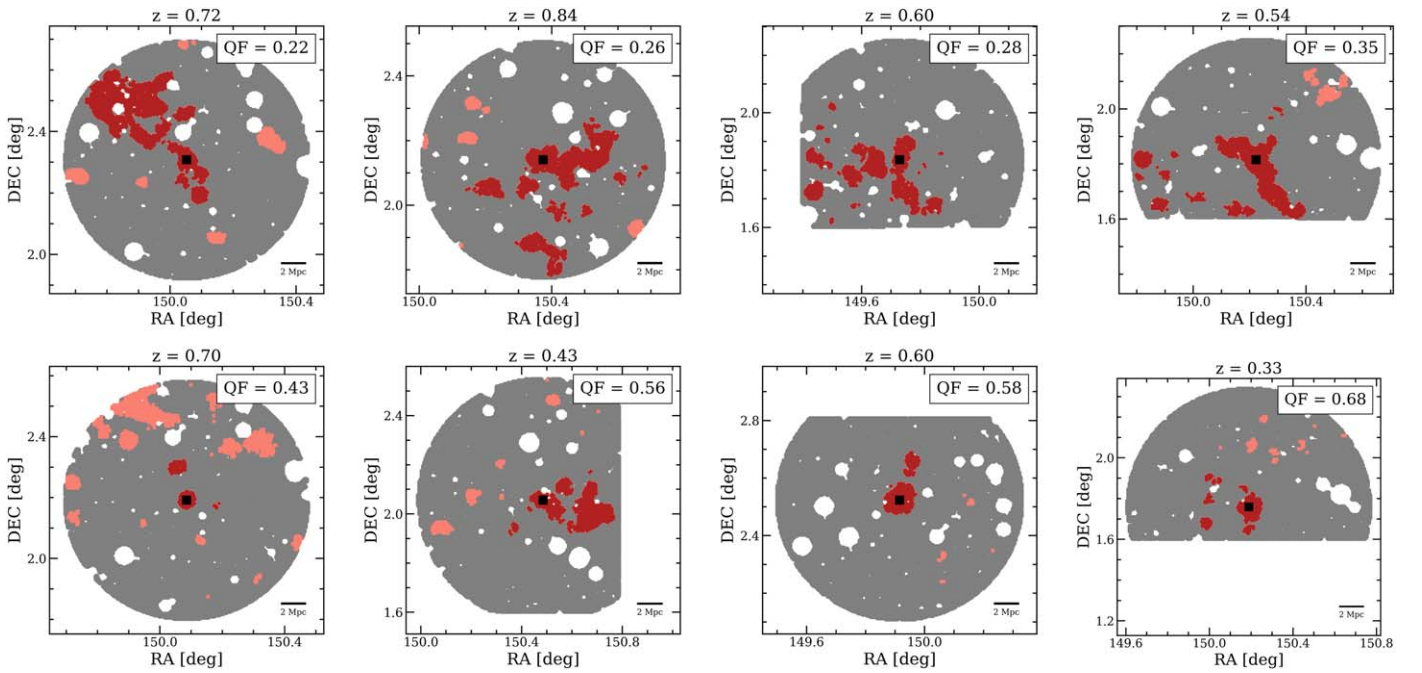 z = 0.72
QF = 0.22
DEC [deg]
2.4
2.0
2 Mpc
150.0
150.4
RA [deg]
z = 0.84
QF = 0.26
DEC [deg]
2.4
2.0
2 Mpc
150.0
150.4
RA [deg]
z = 0.60
QF = 0.28
DEC [deg]
2.0
1.6
2 Mpc
149.6
150.0
RA [deg]
z = 0.54
QF = 0.35
DEC [deg]
2.0
1.6
2 Mpc
150.0
150.4
RA [deg]
z = 0.70
QF = 0.43
DEC [deg]
2.4
2.0
2 Mpc
150.0
150.4
RA [deg]
z = 0.43
QF = 0.56
DEC [deg]
2.4
2.0
1.6
2 Mpc
150.0
150.4
150.8
RA [deg]
z = 0.60
QF = 0.58
DEC [deg]
2.8
2.4
2 Mpc
149.6
150.0
RA [deg]
z = 0.33
QF = 0.68
DEC [deg]
2.4
2.0
1.6
1.2
2 Mpc
149.6
150.0
150.4
150.8
RA [deg]